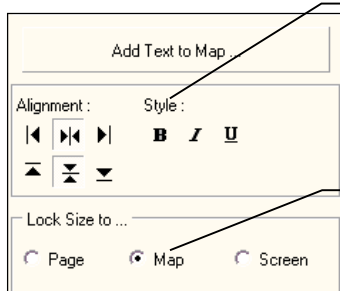 Add Text to Map ...
Alignment : Style :
B I U
Lock Size to ...
Page Map Screen